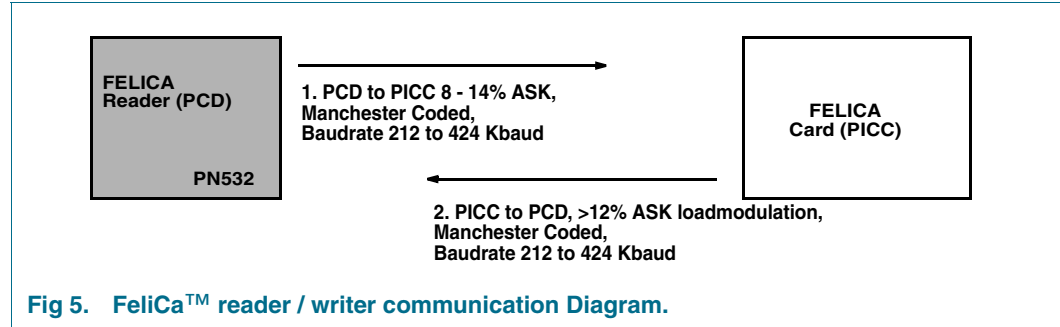 FELICA
Reader (PCD)
PN532
1. PCD to PICC 8 - 14% ASK,
Manchester Coded,
Baudrate 212 to 424 Kbaud
FELICA
Card (PICC)
2. PICC to PCD, >12% ASK loadmodulation,
Manchester Coded,
Baudrate 212 to 424 Kbaud
Fig 5. FeliCa™ reader / writer communication Diagram.